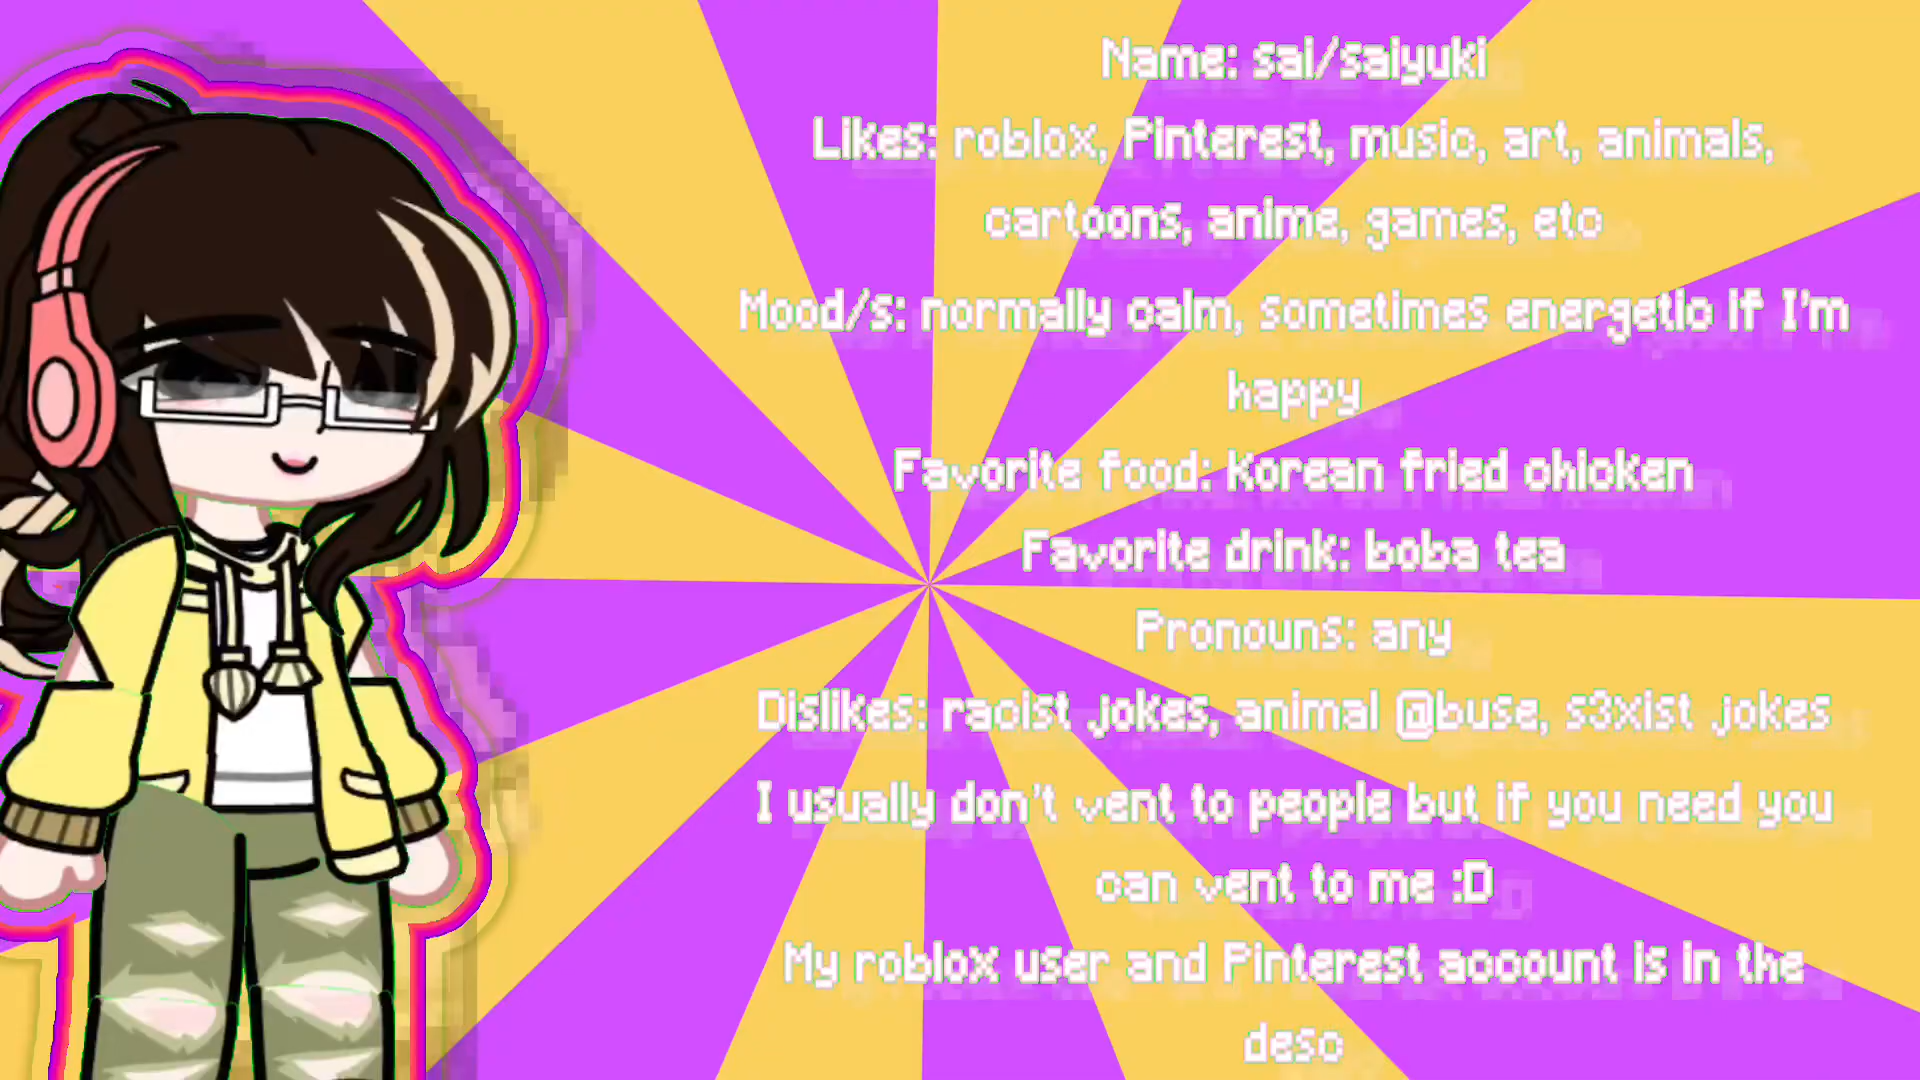 Name: sai/saiyuki
Likes: roblox, Pinterest, music, art, animals,
cartoons, anime, games, etc
Mood/s: normally calm, sometimes energetic if I'm
happy
Favorite food: Korean fried chicken
Favorite drink: boba tea
Pronouns: any
Dislikes: racist jokes, animal @buse, s3xist jokes
I usually don't vent to people but if you need you
can vent to me :D
My roblox user and Pinterest account is in the
desc